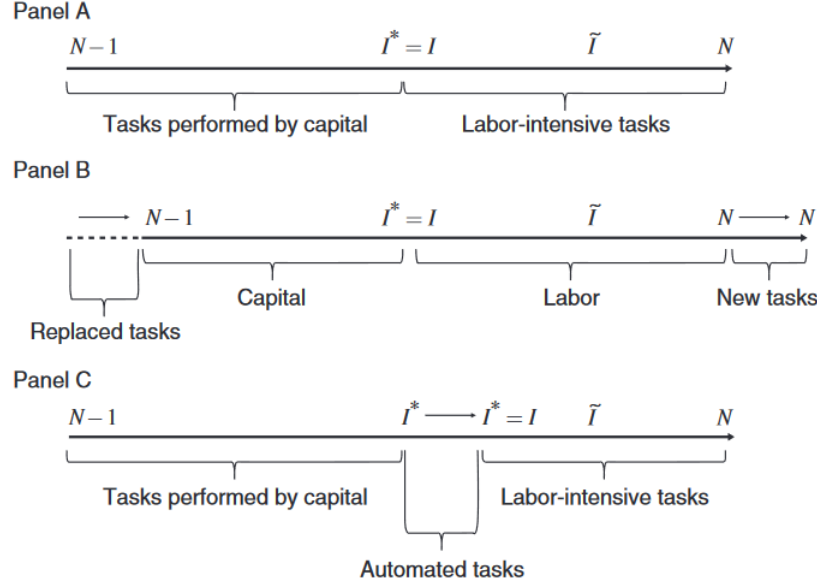 Panel A
N − 1 I* = I Ĩ N
Tasks performed by capital Labor-intensive tasks
Panel B
N − 1 I* = I Ĩ N N
Capital Labor New tasks
Replaced tasks
Panel C
N − 1 I* I* = I Ĩ N
Tasks performed by capital Labor-intensive tasks
Automated tasks